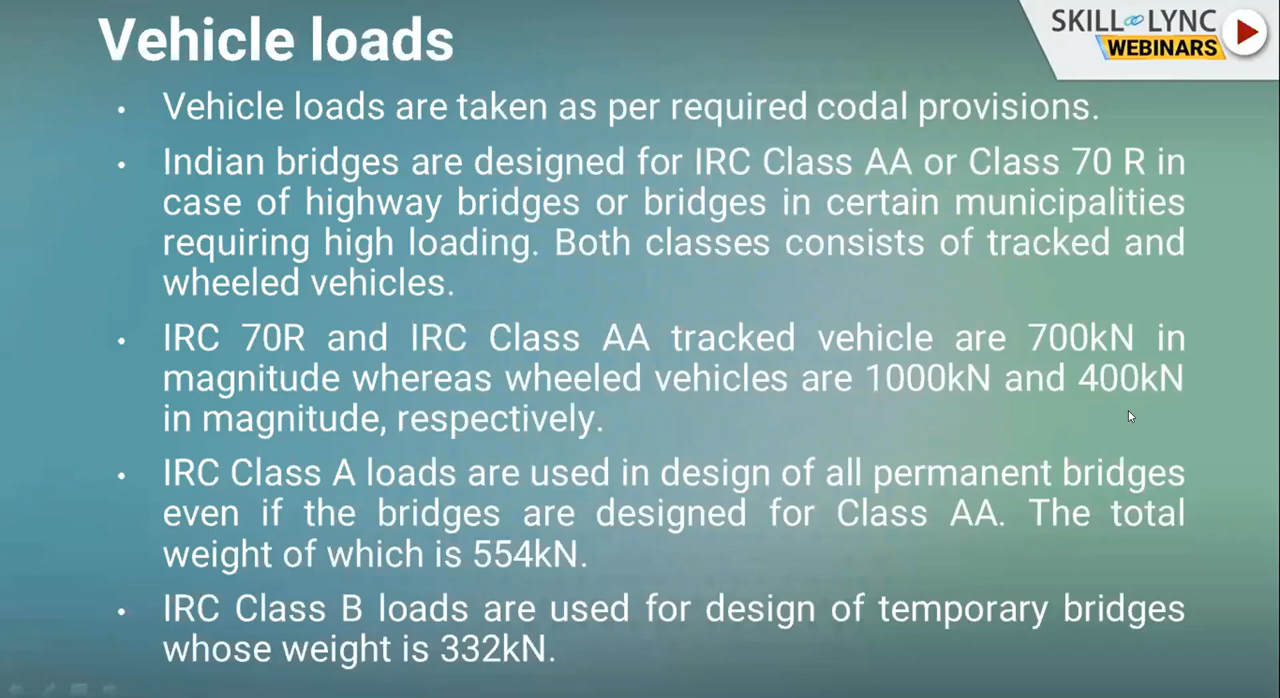 Vehicle loads
SKILL LYNC
WEBINARS
• Vehicle loads are taken as per required codal provisions.
• Indian bridges are designed for IRC Class AA or Class 70 R in
case of highway bridges or bridges in certain municipalities
requiring high loading. Both classes consists of tracked and
wheeled vehicles.
• IRC 70R and IRC Class AA tracked vehicle are 700kN in
magnitude whereas wheeled vehicles are 1000kN and 400kN
in magnitude, respectively.
• IRC Class A loads are used in design of all permanent bridges
even if the bridges are designed for Class AA. The total
weight of which is 554kN.
• IRC Class B loads are used for design of temporary bridges
whose weight is 332kN.